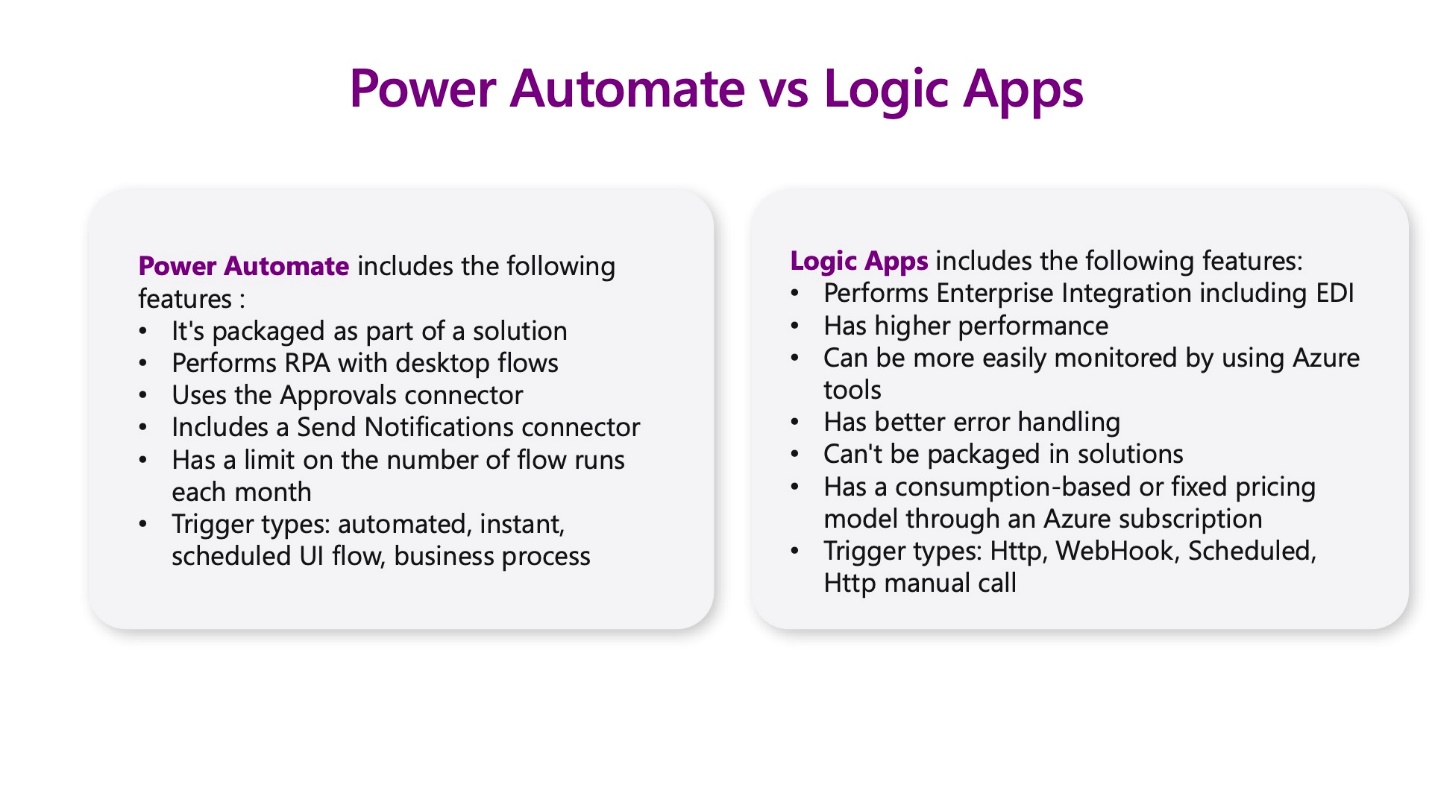 Power Automate vs Logic Apps
Power Automate includes the following
features :
• It's packaged as part of a solution
• Performs RPA with desktop flows
• Uses the Approvals connector
• Includes a Send Notifications connector
• Has a limit on the number of flow runs
each month
• Trigger types: automated, instant,
scheduled UI flow, business process
Logic Apps includes the following features:
• Performs Enterprise Integration including EDI
• Has higher performance
• Can be more easily monitored by using Azure
tools
• Has better error handling
• Can't be packaged in solutions
• Has a consumption-based or fixed pricing
model through an Azure subscription
• Trigger types: Http, WebHook, Scheduled,
Http manual call